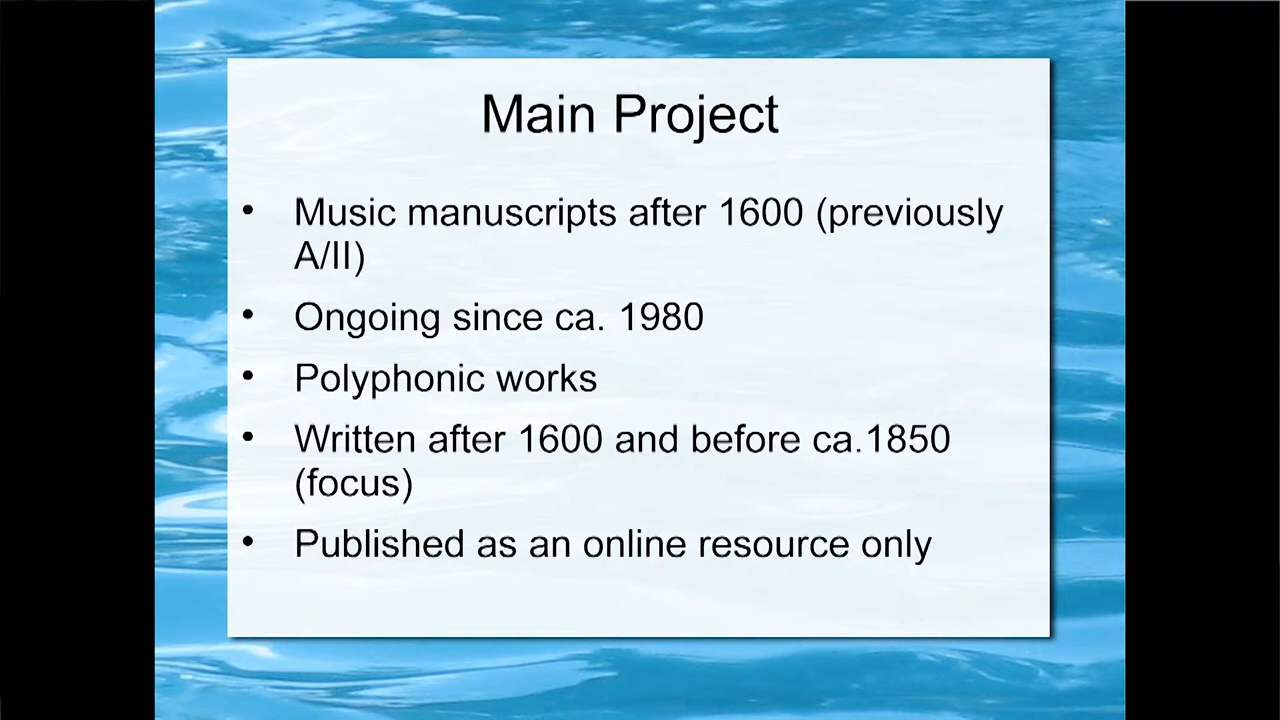 Main Project
• Music manuscripts after 1600 (previously
A/II)
• Ongoing since ca. 1980
• Polyphonic works
• Written after 1600 and before ca.1850
(focus)
• Published as an online resource only